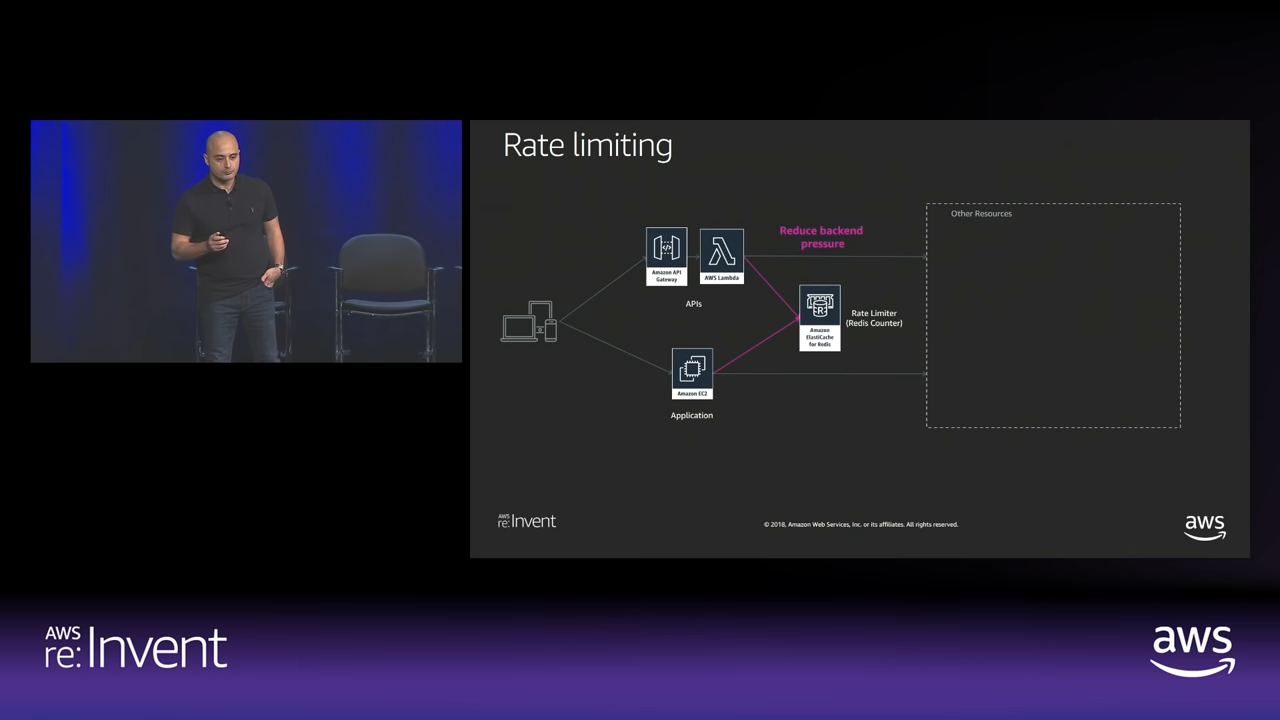 Rate limiting
Other Resources
Reduce backend
pressure
Amazon API
Gateway
AWS Lambda
APIs
Amazon
ElastiCache
for Redis
Rate Limiter
(Redis Counter)
Amazon EC2
Application
AWS
re:Invent
© 2018, Amazon Web Services, Inc. or its affiliates. All rights reserved.
aws
AWS
re:Invent
aws